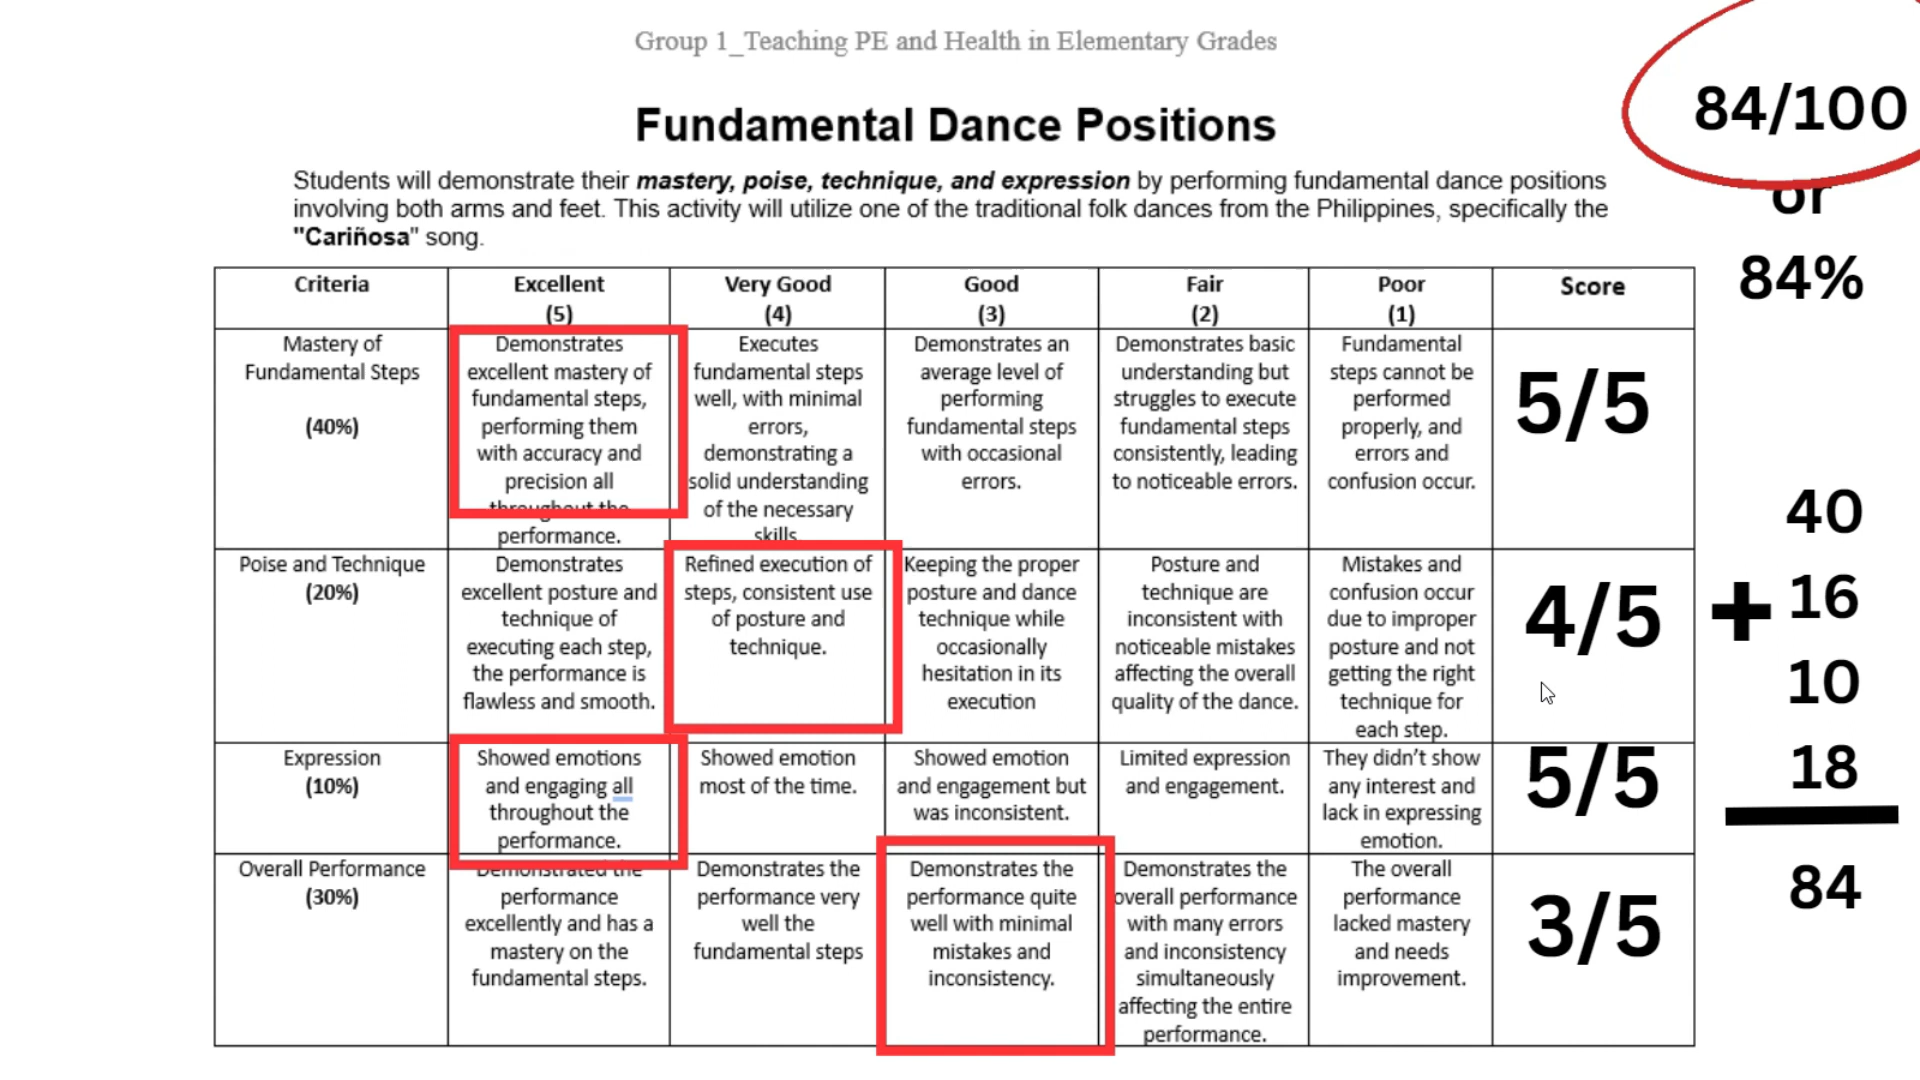 Group 1_Teaching PE and Health in Elementary Grades
84/100
Fundamental Dance Positions
Students will demonstrate their mastery, poise, technique, and expression by performing fundamental dance positions
involving both arms and feet. This activity will utilize one of the traditional folk dances from the Philippines, specifically the
"Cariñosa" song.
or
84%
Criteria
Excellent
(5)
Very Good
(4)
Good
(3)
Fair
(2)
Poor
(1)
Score
Mastery of
Fundamental Steps
(40%)
Demonstrates
excellent mastery of
fundamental steps,
performing them
with accuracy and
precision all
throughout the
performance.
Executes
fundamental steps
well, with minimal
errors,
demonstrating a
solid understanding
of the necessary
skills
Demonstrates an
average level of
performing
fundamental steps
with occasional
errors.
Demonstrates basic
understanding but
struggles to execute
fundamental steps
consistently, leading
to noticeable errors.
Fundamental
steps cannot be
performed
properly, and
errors and
confusion occur.
5/5
Poise and Technique
(20%)
Demonstrates
excellent posture and
technique of
executing each step,
the performance is
flawless and smooth.
Refined execution of
steps, consistent use
of posture and
technique.
Keeping the proper
posture and dance
technique while
occasionally
hesitation in its
execution
Posture and
technique are
inconsistent with
noticeable mistakes
affecting the overall
quality of the dance.
Mistakes and
confusion occur
due to improper
posture and not
getting the right
technique for
each step.
4/5
Expression
(10%)
Showed emotions
and engaging all
throughout the
performance.
Showed emotion
most of the time.
Showed emotion
and engagement but
was inconsistent.
Limited expression
and engagement.
They didn't show
any interest and
lack in expressing
emotion.
5/5
Overall Performance
(30%)
Demonstrated the
performance
excellently and has a
mastery on the
fundamental steps.
Demonstrates the
performance very
well the
fundamental steps
Demonstrates the
performance quite
well with minimal
mistakes and
inconsistency.
Demonstrates the
overall performance
with many errors
and inconsistency
simultaneously
affecting the entire
performance.
The overall
performance
lacked mastery
and needs
improvement.
3/5
40
+ 16
10
18
84